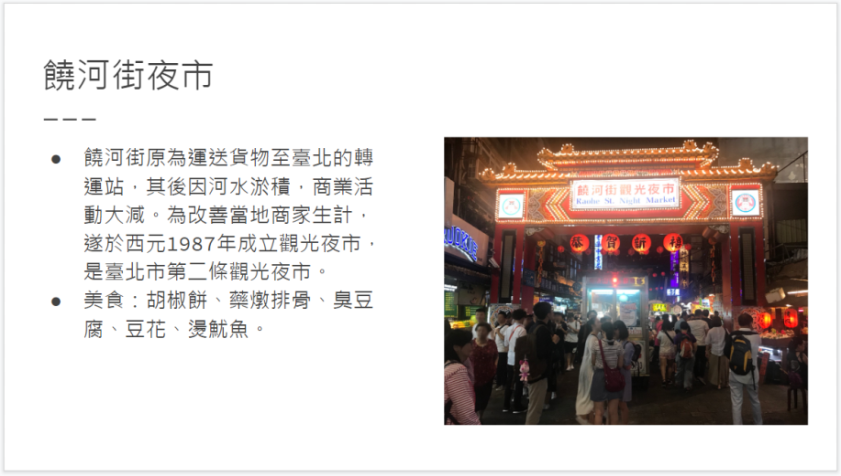 饒河街夜市
饒河街原為運送貨物至臺北的轉
運站，其後因河水淤積，商業活
動大減。為改善當地商家生計，
遂於西元1987年成立觀光夜市，
是臺北市第二條觀光夜市。
美食：胡椒餅、藥燉排骨、臭豆
腐、豆花、燙魷魚。
饒河街觀光夜市
Raohe St. Night Market
恭賀新禧